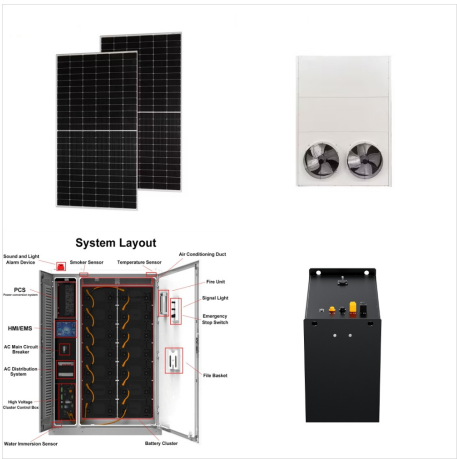 System Layout
Sound and Light
Alarm Device
Smoker Sensor
Temperature Sensor
Air Conditioning Duct
Fire Unit
PCS
Power conversion system
Signal Light
HMI/EMS
Emergency
Stop Switch
AC Main Circuit
Breaker
AC Distribution
System
File Basket
High Voltage
Cluster Control Box
Water Immersion Sensor
Battery Cluster